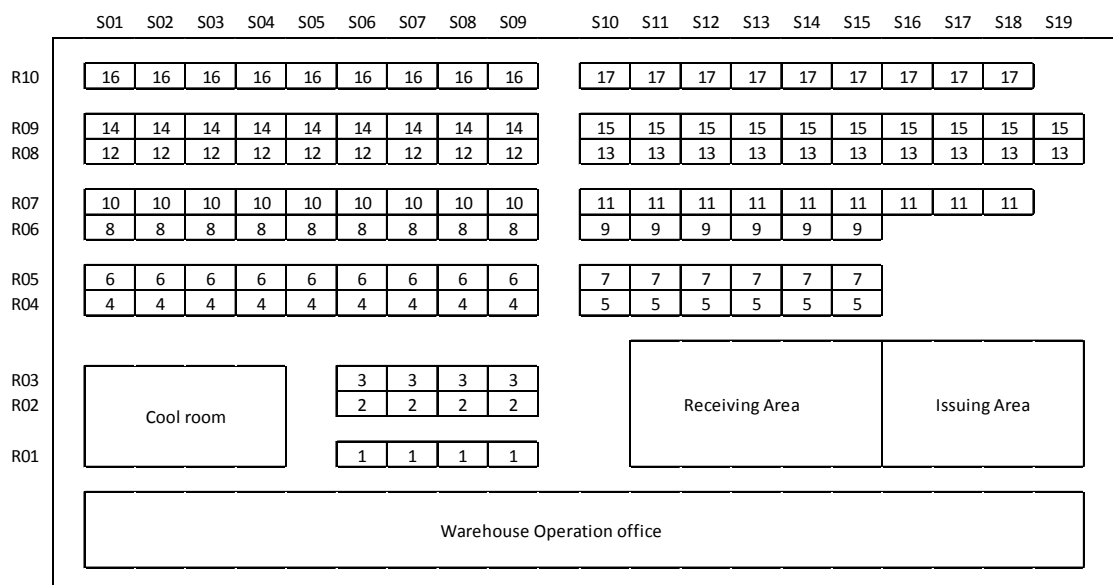 S01 S02 S03 S04 S05 S06 S07 S08 S09 S10 S11 S12 S13 S14 S15 S16 S17 S18 S19
R10 16 16 16 16 16 16 16 16 16 17 17 17 17 17 17 17 17 17
R09 14 14 14 14 14 14 14 14 14 15 15 15 15 15 15 15 15 15 15
R08 12 12 12 12 12 12 12 12 12 13 13 13 13 13 13 13 13 13 13
R07 10 10 10 10 10 10 10 10 10 11 11 11 11 11 11 11 11 11
R06 8 8 8 8 8 8 8 8 8 9 9 9 9 9 9
R05 6 6 6 6 6 6 6 6 6 7 7 7 7 7 7
R04 4 4 4 4 4 4 4 4 4 5 5 5 5 5 5
R03 3 3 3 3
R02 2 2 2 2 Receiving Area Issuing Area
Cool room
R01 1 1 1 1
Warehouse Operation office